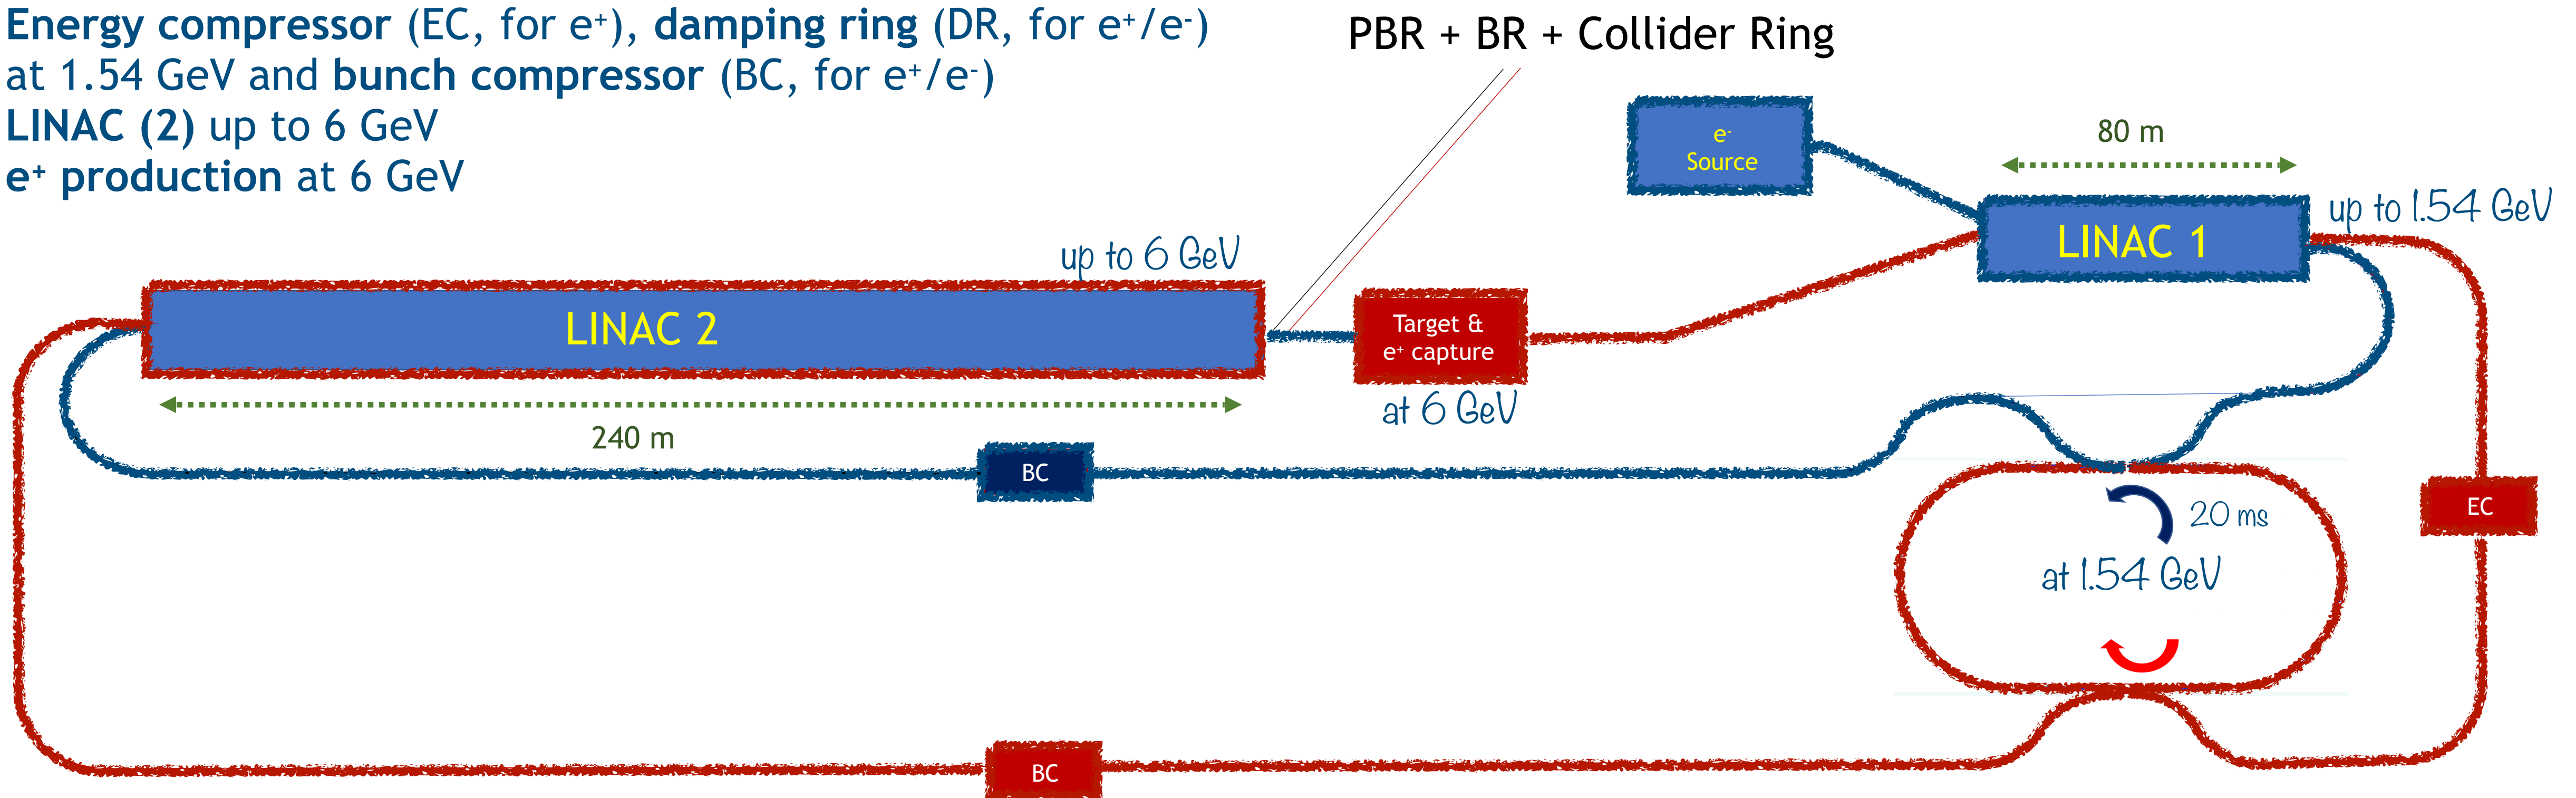 Energy compressor (EC, for e⁺), damping ring (DR, for e⁺/e⁻)
at 1.54 GeV and bunch compressor (BC, for e⁺/e⁻)
LINAC (2) up to 6 GeV
e⁺ production at 6 GeV
PBR + BR + Collider Ring
e⁻
Source
80 m
LINAC 1
up to 1.54 GeV
up to 6 GeV
LINAC 2
Target &
e⁺ capture
at 6 GeV
240 m
BC
20 ms
at 1.54 GeV
EC
BC